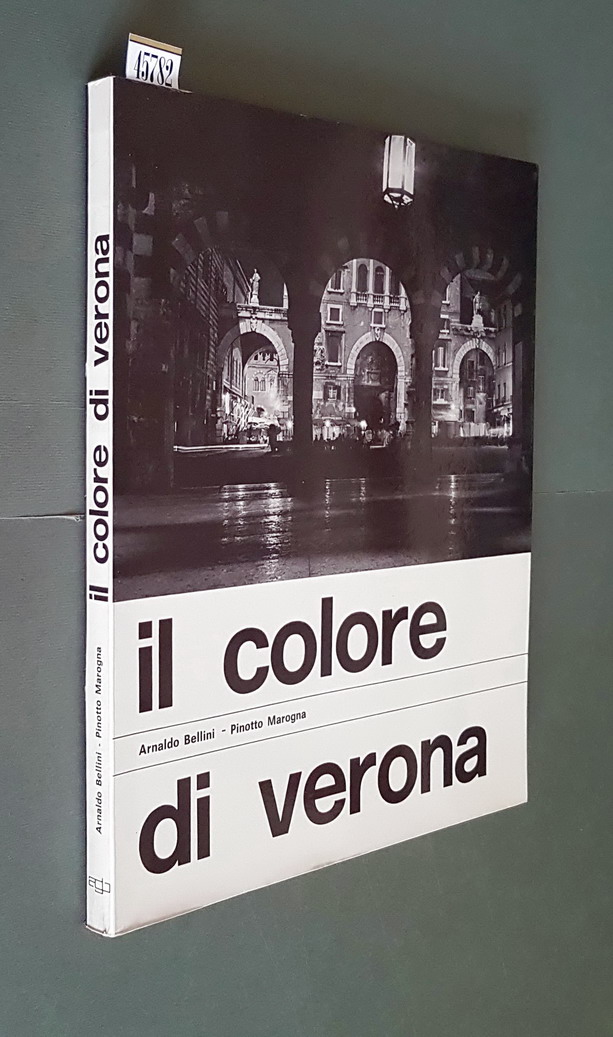 45782
il colore
Arnaldo Bellini - Pinotto Marogna
di verona
il colore di verona
Arnaldo Bellini - Pinotto Marogna